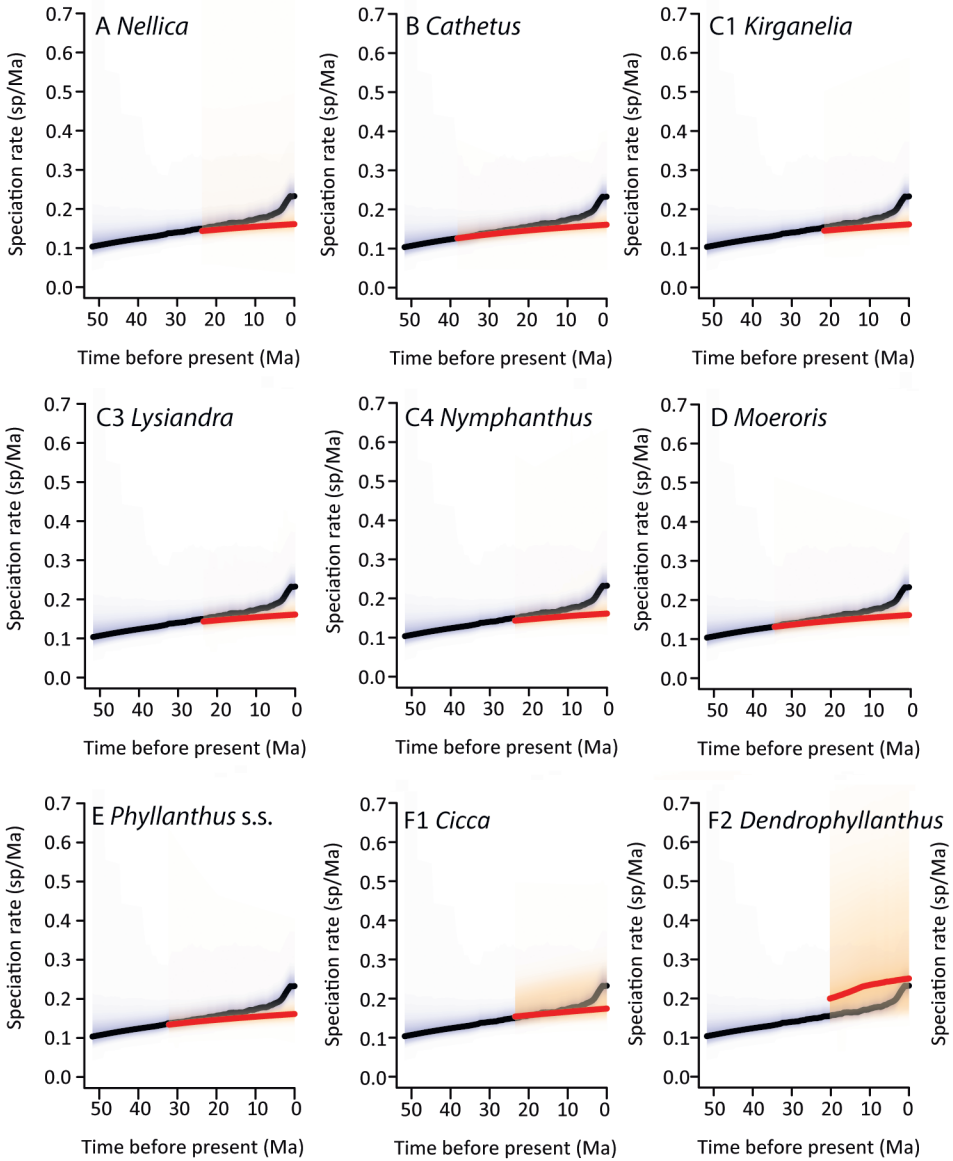 A Nellica
Speciation rate (sp/Ma)
0.7
0.6
0.5
0.4
0.3
0.2
0.1
0.0
50 40 30 20 10 0
Time before present (Ma)
B Cathetus
Speciation rate (sp/Ma)
0.7
0.6
0.5
0.4
0.3
0.2
0.1
0.0
50 40 30 20 10 0
Time before present (Ma)
C1 Kirganelia
Speciation rate (sp/Ma)
0.7
0.6
0.5
0.4
0.3
0.2
0.1
0.0
50 40 30 20 10 0
Time before present (Ma)
C3 Lysiandra
Speciation rate (sp/Ma)
0.7
0.6
0.5
0.4
0.3
0.2
0.1
0.0
50 40 30 20 10 0
Time before present (Ma)
C4 Nymphanthus
Speciation rate (sp/Ma)
0.7
0.6
0.5
0.4
0.3
0.2
0.1
0.0
50 40 30 20 10 0
Time before present (Ma)
D Moeroris
Speciation rate (sp/Ma)
0.7
0.6
0.5
0.4
0.3
0.2
0.1
0.0
50 40 30 20 10 0
Time before present (Ma)
E Phyllanthus s.s.
Speciation rate (sp/Ma)
0.7
0.6
0.5
0.4
0.3
0.2
0.1
0.0
50 40 30 20 10 0
Time before present (Ma)
F1 Cicca
Speciation rate (sp/Ma)
0.7
0.6
0.5
0.4
0.3
0.2
0.1
0.0
50 40 30 20 10 0
Time before present (Ma)
F2 Dendrophyllanthus
Speciation rate (sp/Ma)
0.7
0.6
0.5
0.4
0.3
0.2
0.1
0.0
50 40 30 20 10 0
Time before present (Ma)
Speciation rate (sp/Ma)